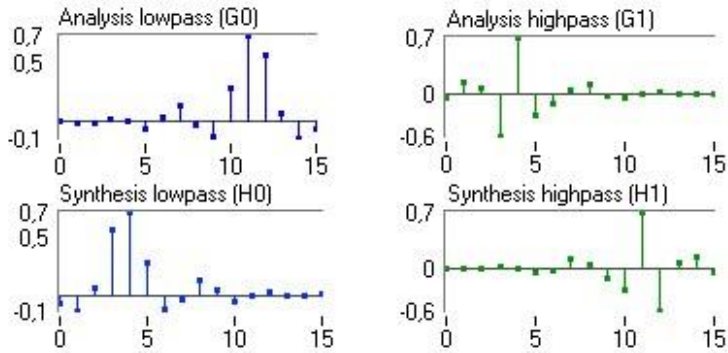 Analysis lowpass (G0)
0,7
0,5
-0,1
0 5 10 15
Analysis highpass (G1)
0,7
0
-0,6
0 5 10 15
Synthesis lowpass (H0)
0,7
0,5
-0,1
0 5 10 15
Synthesis highpass (H1)
0,7
0
-0,6
0 5 10 15